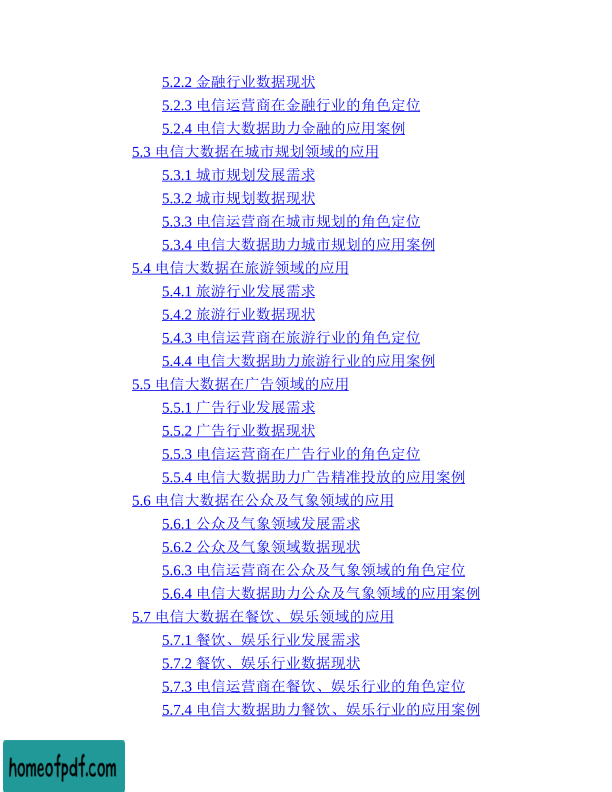 5.2.2 金融行业数据现状
5.2.3 电信运营商在金融行业的角色定位
5.2.4 电信大数据助力金融的应用案例
5.3 电信大数据在城市规划领域的应用
5.3.1 城市规划发展需求
5.3.2 城市规划数据现状
5.3.3 电信运营商在城市规划的角色定位
5.3.4 电信大数据助力城市规划的应用案例
5.4 电信大数据在旅游领域的应用
5.4.1 旅游行业发展需求
5.4.2 旅游行业数据现状
5.4.3 电信运营商在旅游行业的角色定位
5.4.4 电信大数据助力旅游行业的应用案例
5.5 电信大数据在广告领域的应用
5.5.1 广告行业发展需求
5.5.2 广告行业数据现状
5.5.3 电信运营商在广告行业的角色定位
5.5.4 电信大数据助力广告精准投放的应用案例
5.6 电信大数据在公众及气象领域的应用
5.6.1 公众及气象领域发展需求
5.6.2 公众及气象领域数据现状
5.6.3 电信运营商在公众及气象领域的角色定位
5.6.4 电信大数据助力公众及气象领域的应用案例
5.7 电信大数据在餐饮、娱乐领域的应用
5.7.1 餐饮、娱乐行业发展需求
5.7.2 餐饮、娱乐行业数据现状
5.7.3 电信运营商在餐饮、娱乐行业的角色定位
5.7.4 电信大数据助力餐饮、娱乐行业的应用案例
homeofpdf.com